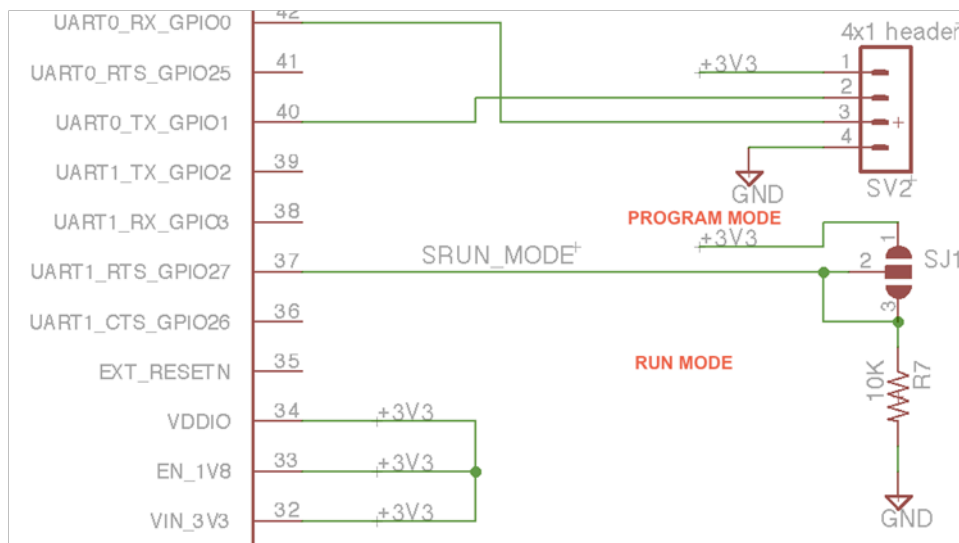 UART0_RX_GPIO0
42
4x1 header
UART0_RTS_GPIO25
41
+3V3
1
2
UART0_TX_GPIO1
40
3
4
UART1_TX_GPIO2
39
GND
SV2
UART1_RX_GPIO3
38
PROGRAM MODE
+3V3
1
UART1_RTS_GPIO27
37
SRUN_MODE
2
SJ1
3
UART1_CTS_GPIO26
36
RUN MODE
EXT_RESETN
35
10K
R7
VDDIO
34
+3V3
EN_1V8
33
+3V3
VIN_3V3
32
+3V3
GND